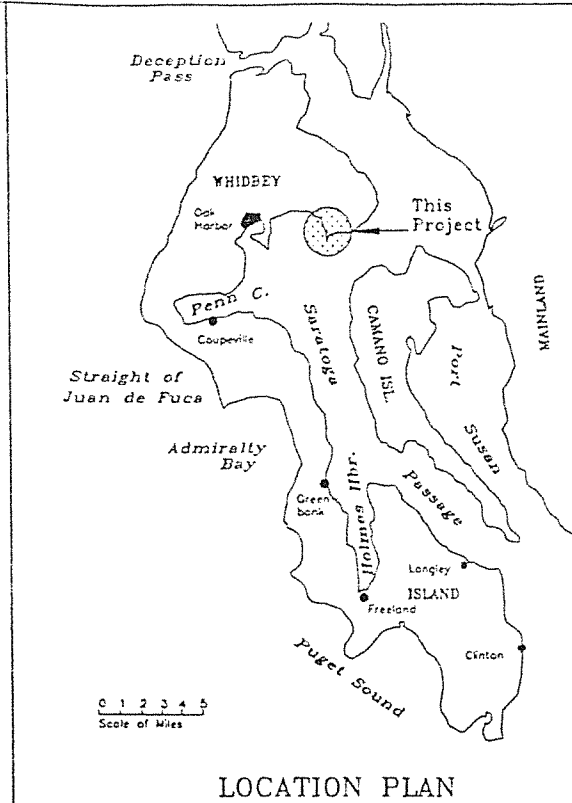 Deception
Pass
WHIDBEY
Oak
Harbor
This
Project
Penn C.
Coupeville
Saratoga
CAMANO ISL.
Port
Susan
MAINLAND
Straight of
Juan de Fuca
Admiralty
Bay
Green
bank
Holmes Hbr.
Passage
Langley
ISLAND
Freeland
Clinton
Puget Sound
0 1 2 3 4 5
Scale of Miles
LOCATION PLAN